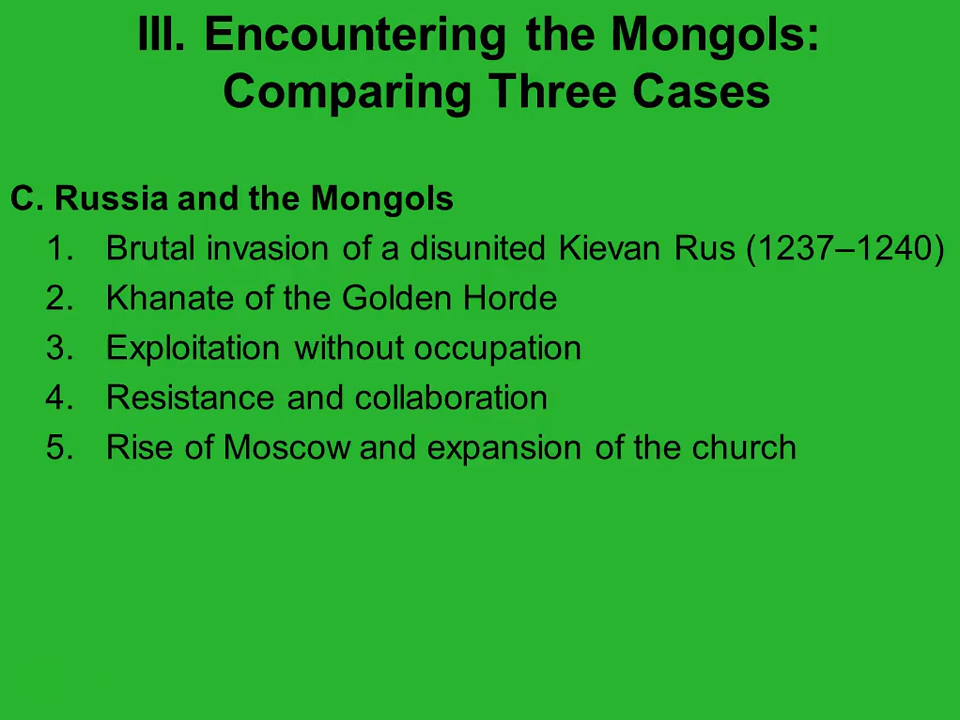 III. Encountering the Mongols:
Comparing Three Cases
C. Russia and the Mongols
1. Brutal invasion of a disunited Kievan Rus (1237–1240)
2. Khanate of the Golden Horde
3. Exploitation without occupation
4. Resistance and collaboration
5. Rise of Moscow and expansion of the church